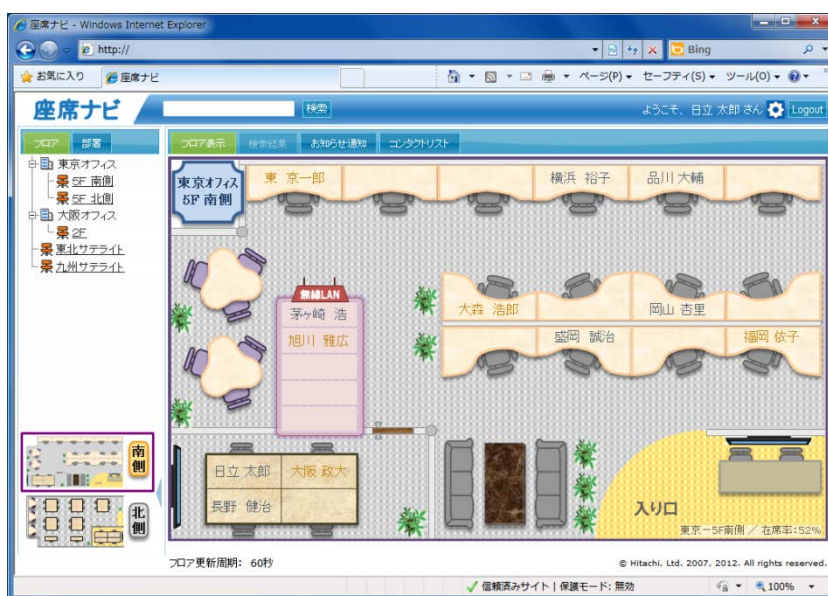 座席ナビ - Windows Internet Explorer
http://
Bing
お気に入り
座席ナビ
ページ(P)
セーフティ(S)
ツール(O)
座席ナビ
検索
ようこそ、日立 太郎 さん
Logout
フロア
部署
フロア表示
検索結果
お知らせ通知
コンタクトリスト
東京オフィス
5F 南側
5F 北側
大阪オフィス
2F
東北サテライト
九州サテライト
東京オフィス
5F 南側
東 京一郎
横浜 裕子
品川 大輔
無線LAN
茅ヶ崎 浩
旭川 雅広
大森 浩郎
岡山 杏里
盛岡 誠治
福岡 依子
日立 太郎
大阪 政大
長野 健治
入り口
東京－5F南側 ／ 在席率:52%
南側
北側
フロア更新周期: 60秒
© Hitachi, Ltd. 2007, 2012. All rights reserved.
信頼済みサイト | 保護モード: 無効
100%